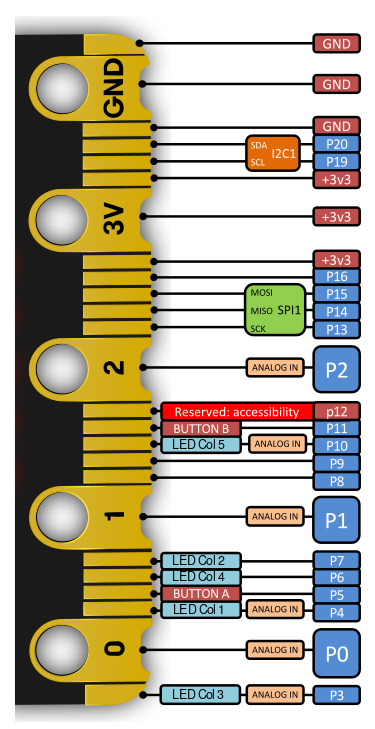 GND
GND GND
GND
SDA I2C1 P20
SCL P19
+3v3
3V +3v3
+3v3
P16
MOSI P15
MISO SPI1 P14
SCK P13
2 ANALOG IN P2
Reserved: accessibility p12
BUTTON B P11
LED Col 5 ANALOG IN P10
P9
P8
1 ANALOG IN P1
LED Col 2 P7
LED Col 4 P6
BUTTON A P5
LED Col 1 ANALOG IN P4
0 ANALOG IN P0
LED Col 3 ANALOG IN P3